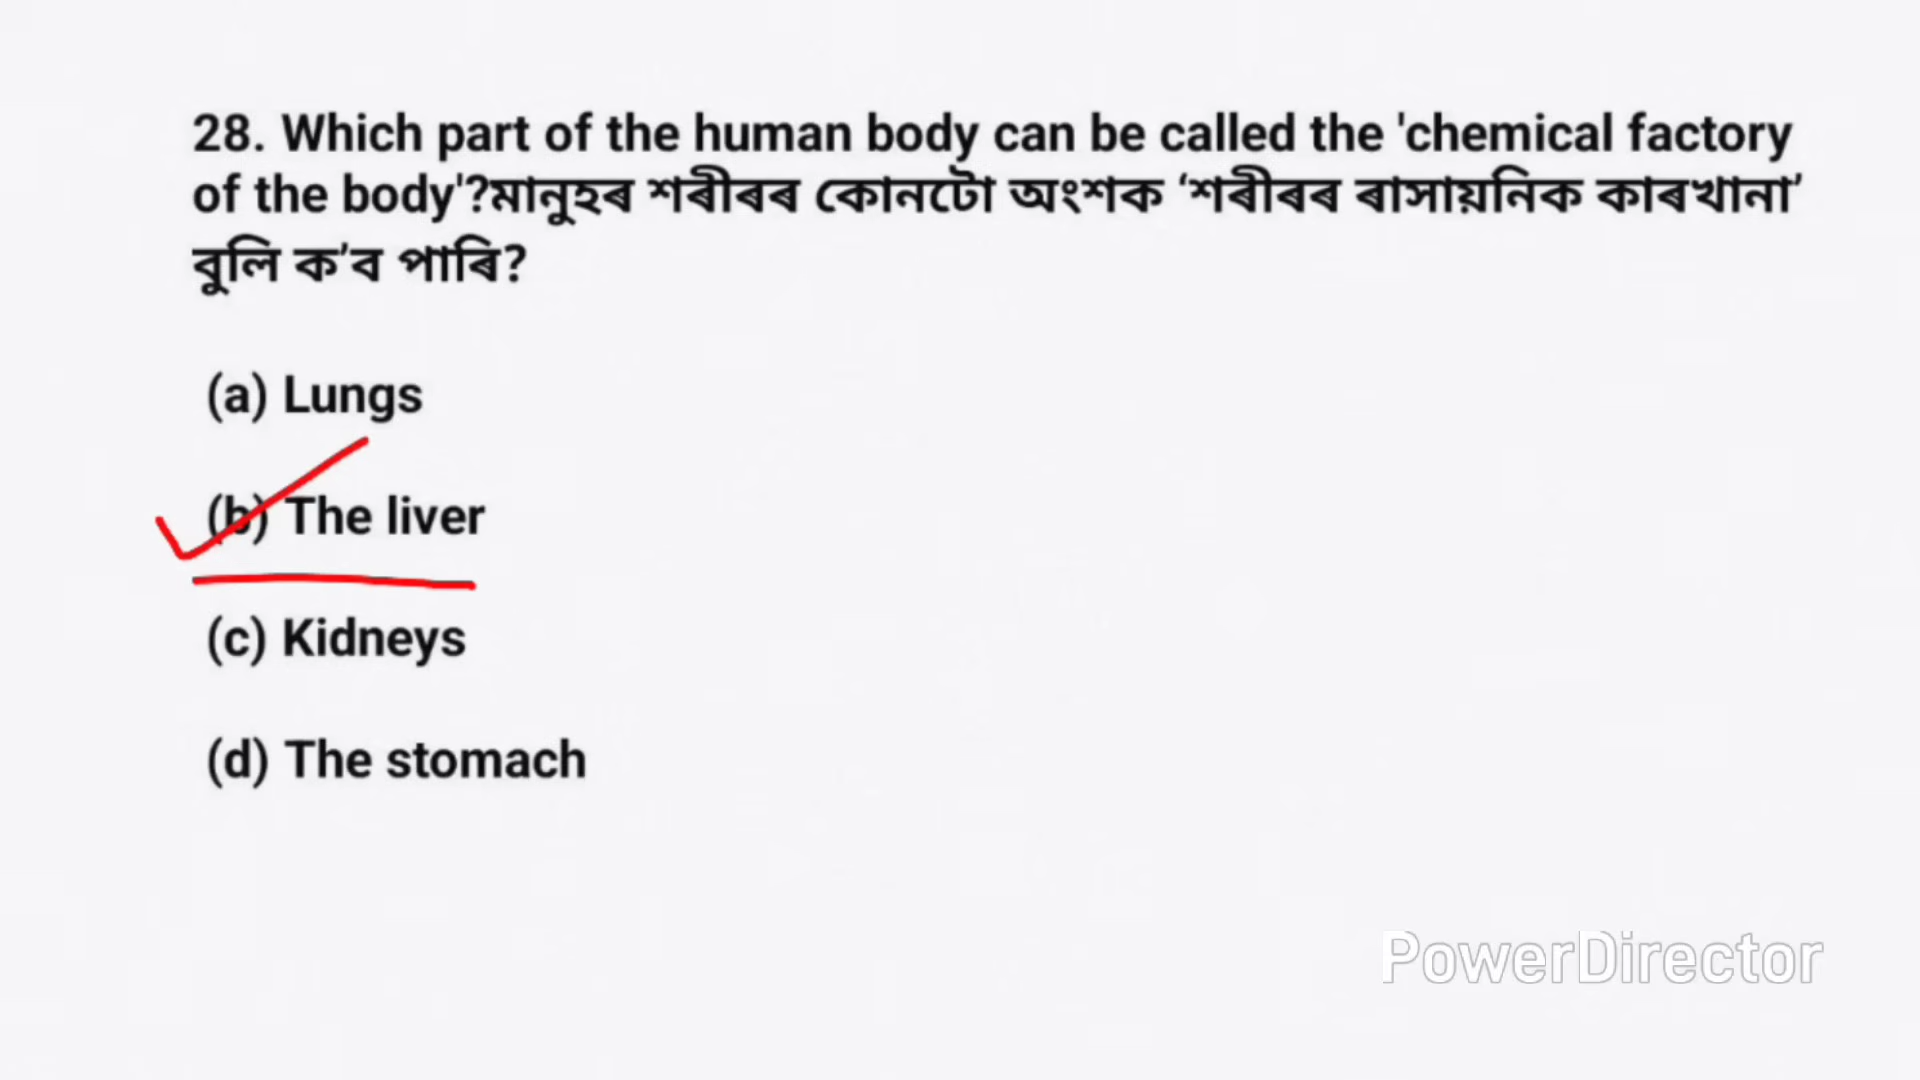 28. Which part of the human body can be called the 'chemical factory
of the body'?মানুহৰ শৰীৰৰ কোনটো অংশক ‘শৰীৰৰ ৰাসায়নিক কাৰখানা’
বুলি ক’ব পাৰি?
(a) Lungs
(b) The liver
(c) Kidneys
(d) The stomach
PowerDirector